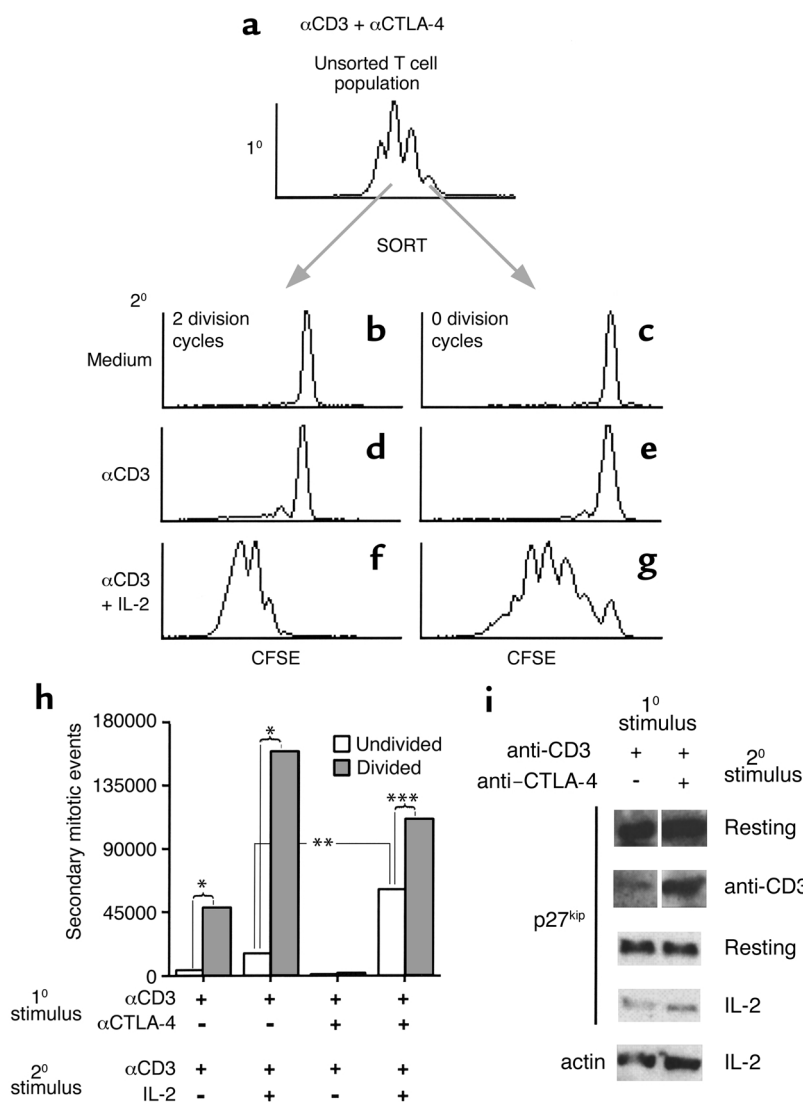 a
αCD3 + αCTLA-4
Unsorted T cell
population
1⁰
SORT
2⁰
Medium
2 division
cycles
b
0 division
cycles
c
αCD3
d
e
αCD3
+ IL-2
f
g
CFSE
CFSE
h
Secondary mitotic events
180000
135000
90000
45000
0
Undivided
Divided
*
*
**
***
1⁰
stimulus
αCD3 + + + +
αCTLA-4 - - + +
2⁰
stimulus
αCD3 + + + +
IL-2 - + - +
i
1⁰
stimulus
anti-CD3 + +
anti-CTLA-4 - +
2⁰
stimulus
p27kip
Resting
anti-CD3
Resting
IL-2
actin
IL-2